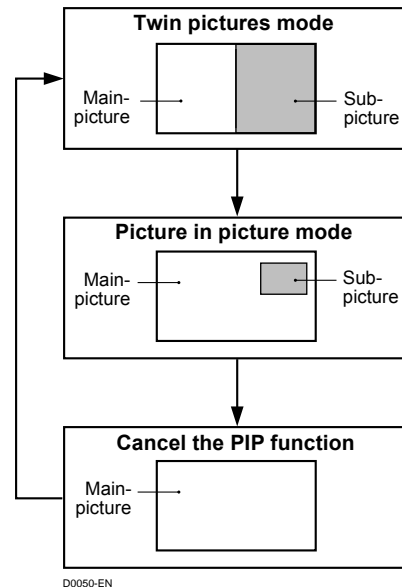 Twin pictures mode
Main-
picture
Sub-
picture
Picture in picture mode
Main-
picture
Sub-
picture
Cancel the PIP function
Main-
picture
D0050-EN